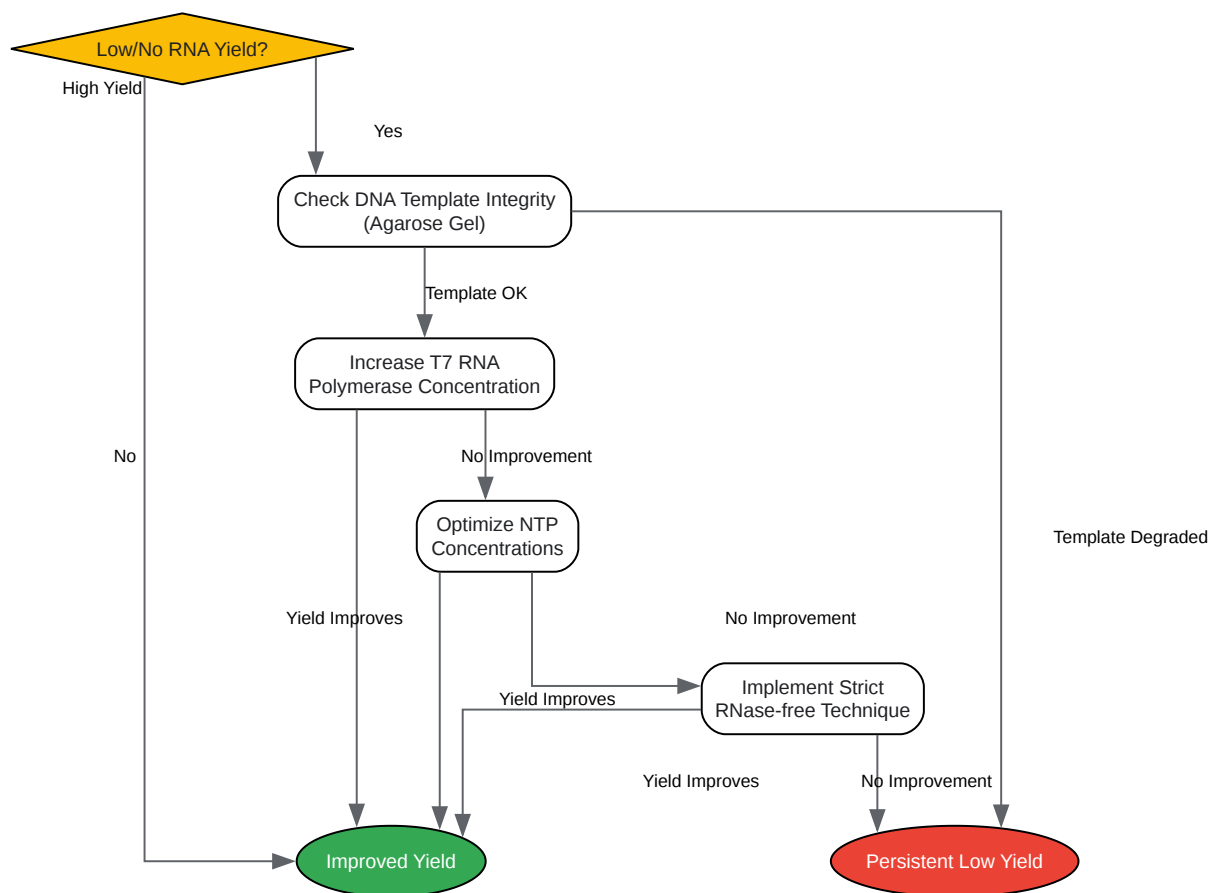 Low/No RNA Yield?
High Yield
Yes
Check DNA Template Integrity
(Agarose Gel)
Template OK
Increase T7 RNA
Polymerase Concentration
No
No Improvement
Optimize NTP
Concentrations
Template Degraded
Yield Improves
No Improvement
Implement Strict
RNase-free Technique
Yield Improves
Yield Improves
No Improvement
Improved Yield
Persistent Low Yield